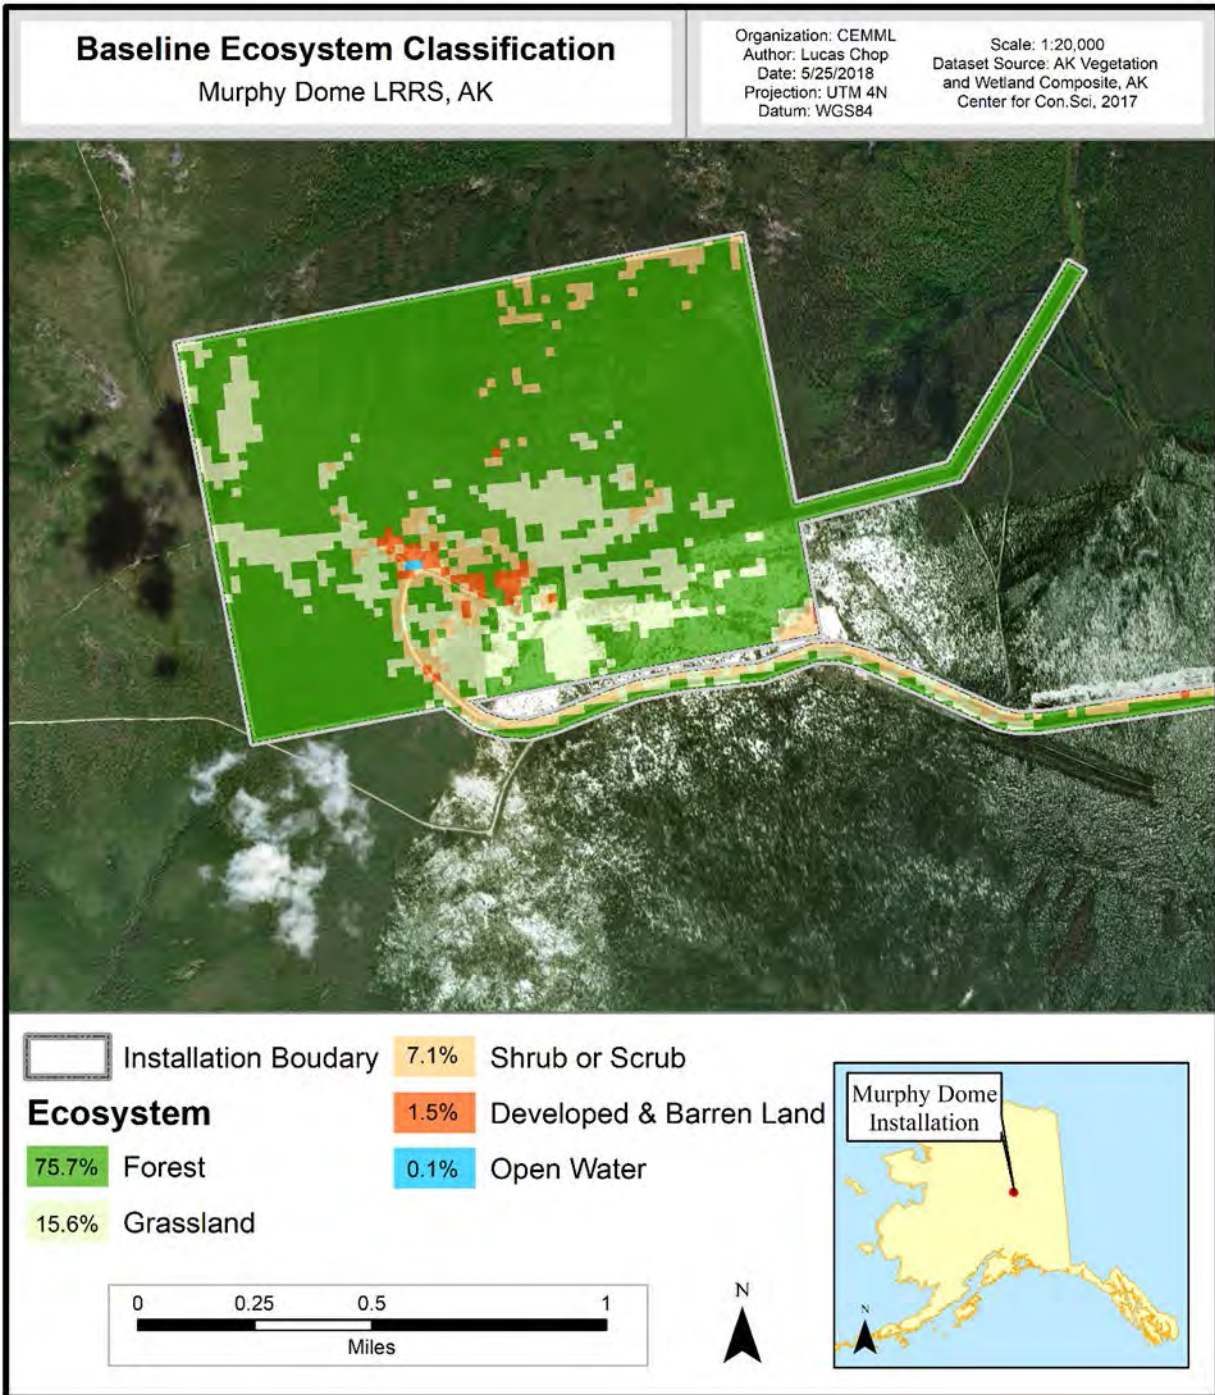 Baseline Ecosystem Classification
Murphy Dome LRRS, AK
Organization: CEMML
Author: Lucas Chop
Date: 5/25/2018
Projection: UTM 4N
Datum: WGS84
Scale: 1:20,000
Dataset Source: AK Vegetation
and Wetland Composite, AK
Center for Con.Sci, 2017
Installation Boudary
Ecosystem
75.7% Forest
15.6% Grassland
7.1% Shrub or Scrub
1.5% Developed & Barren Land
0.1% Open Water
0 0.25 0.5 1
Miles
N
Murphy Dome
Installation
N